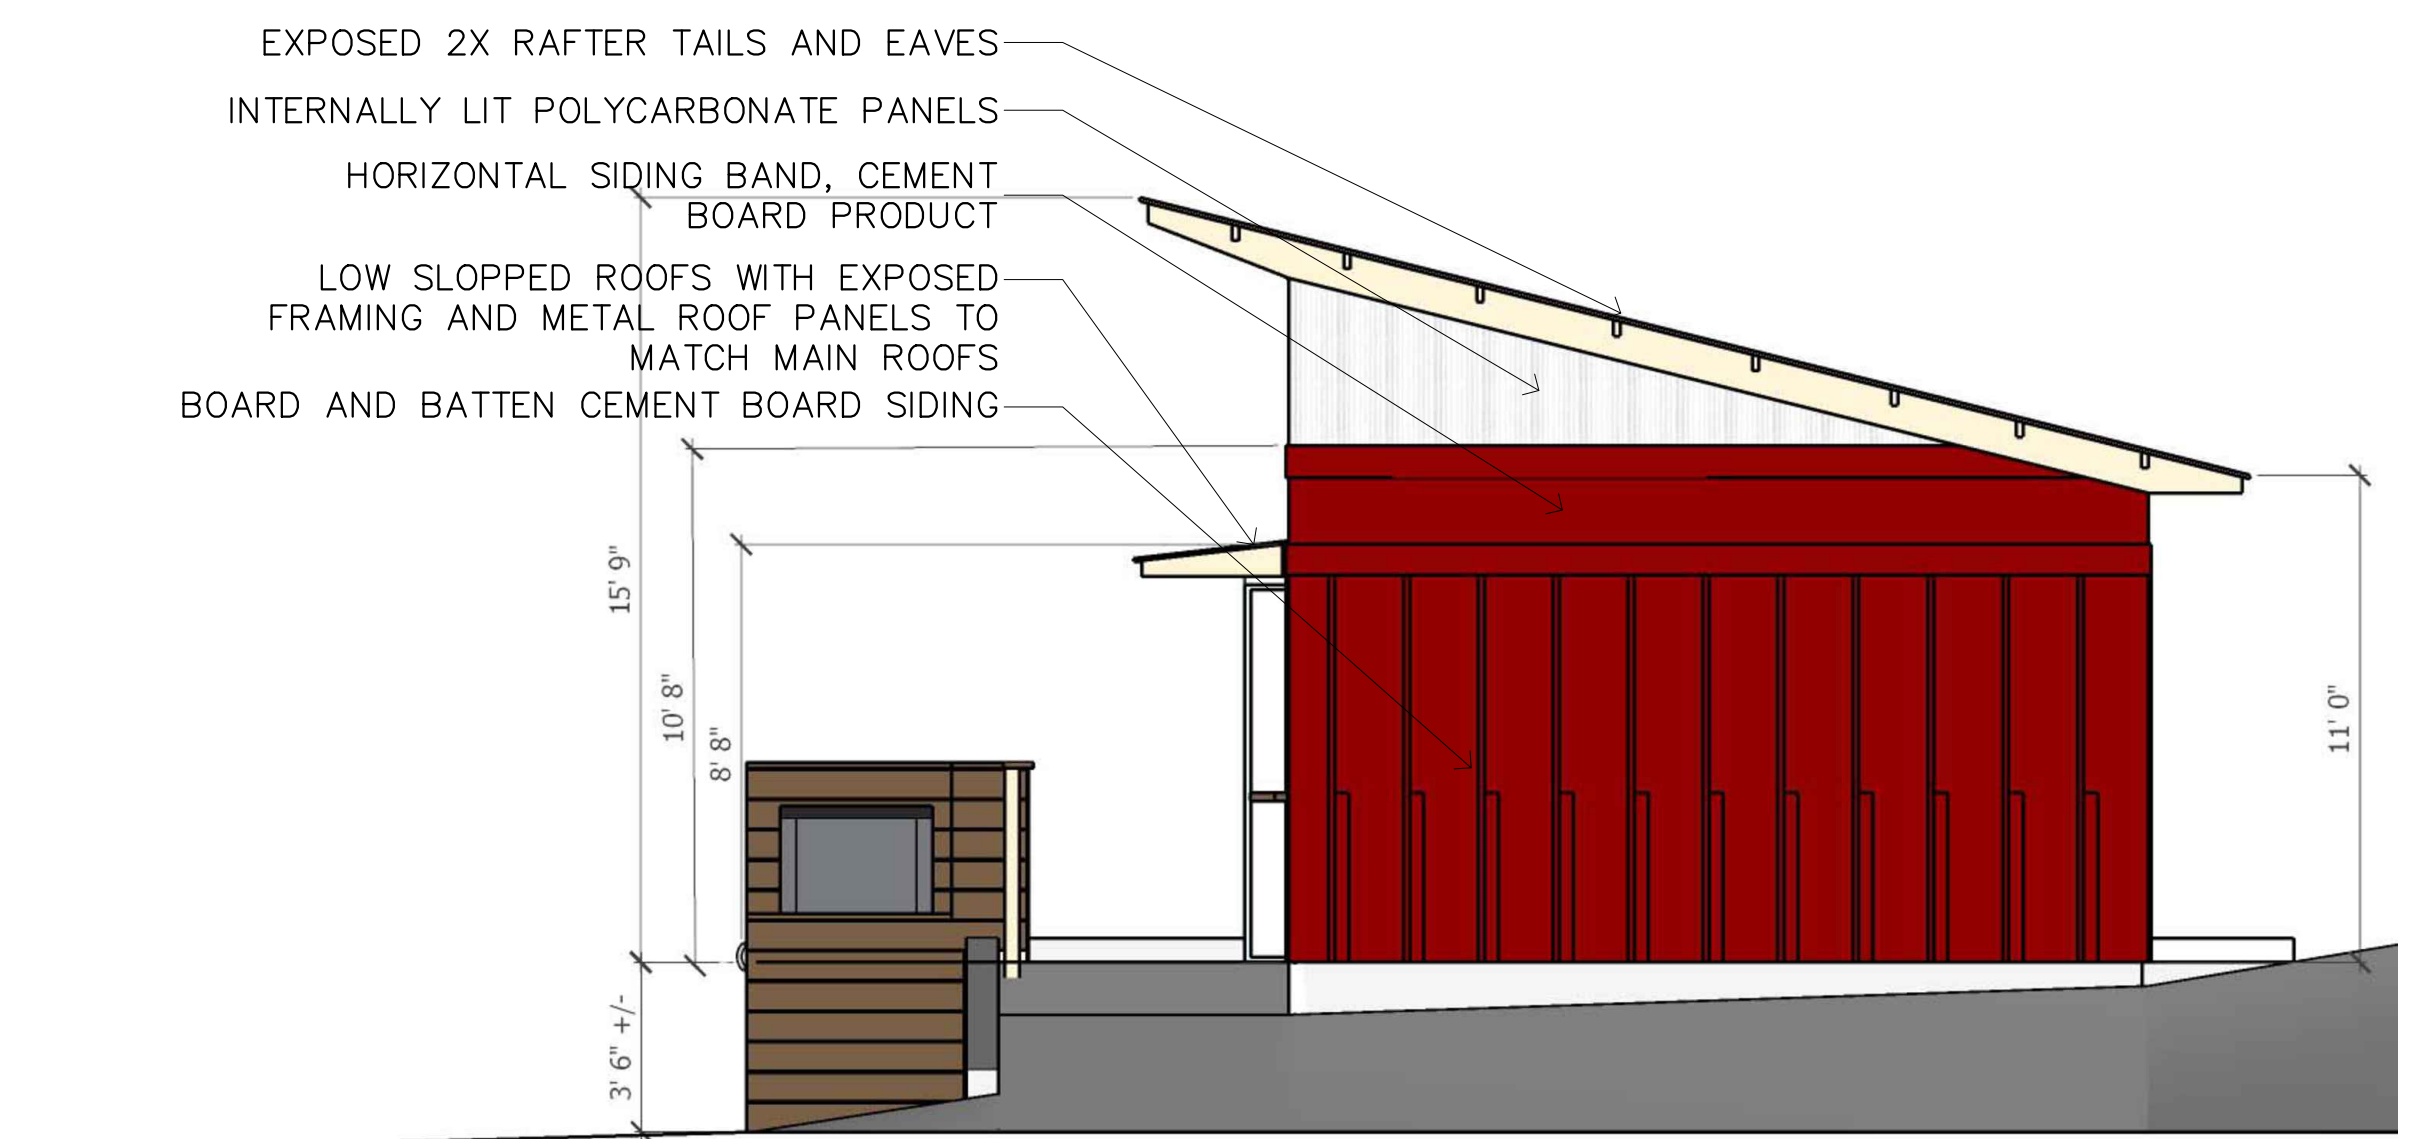 EXPOSED 2X RAFTER TAILS AND EAVES
INTERNALLY LIT POLYCARBONATE PANELS
HORIZONTAL SIDING BAND, CEMENT
BOARD PRODUCT
LOW SLOPPED ROOFS WITH EXPOSED
FRAMING AND METAL ROOF PANELS TO
MATCH MAIN ROOFS
BOARD AND BATTEN CEMENT BOARD SIDING
15' 9"
10' 8"
8' 8"
11' 0"
3' 6" +/-